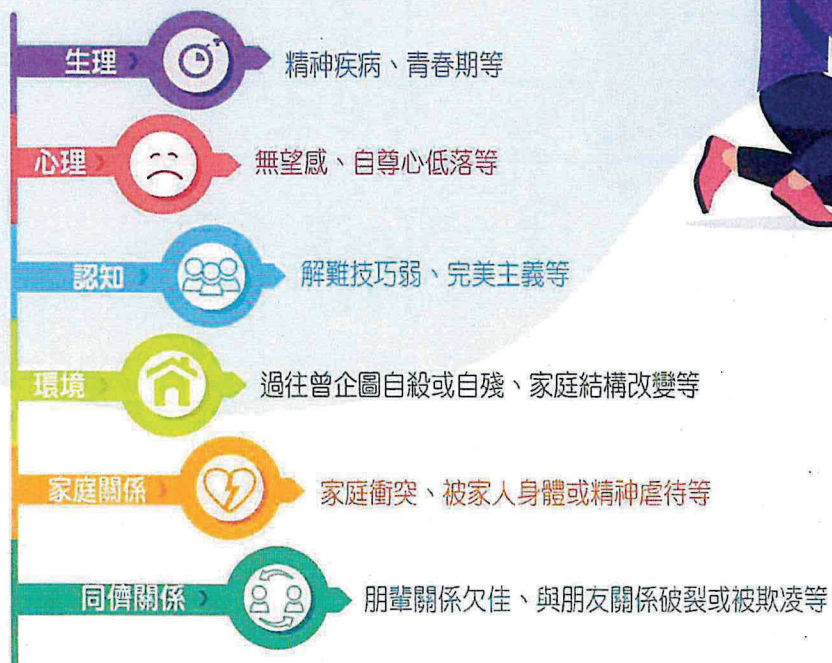 生理 精神疾病、青春期等
心理 無望感、自尊心低落等
認知 解難技巧弱、完美主義等
環境 過往曾企圖自殺或自殘、家庭結構改變等
家庭關係 家庭衝突、被家人身體或精神虐待等
同儕關係 朋輩關係欠佳、與朋友關係破裂或被欺凌等